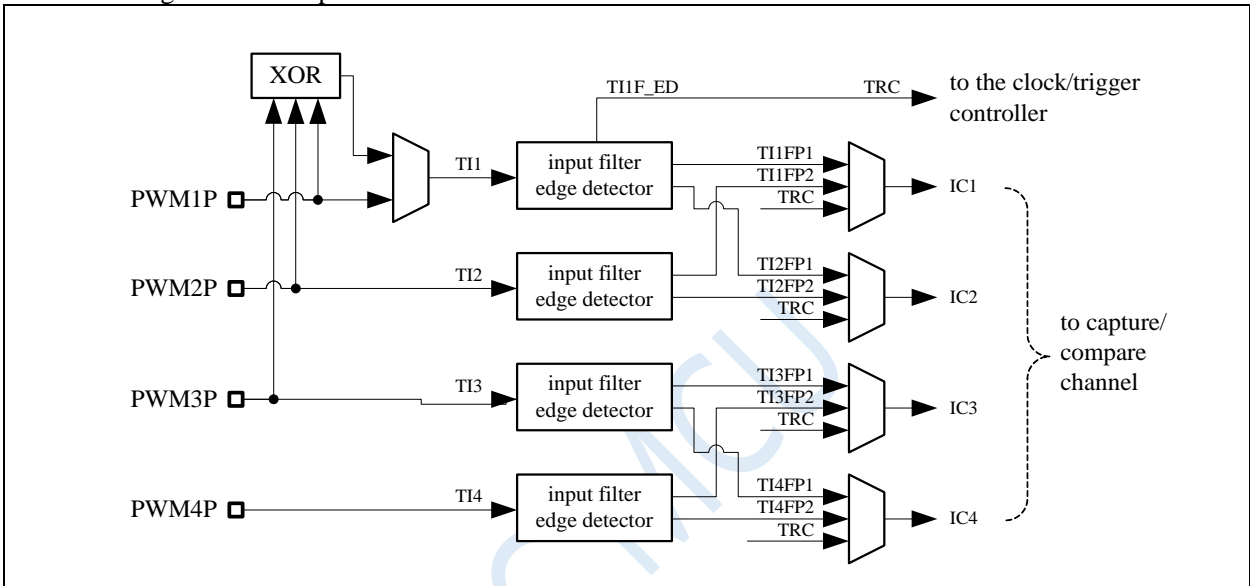 XOR
TI1F_ED
TRC
to the clock/trigger
controller
PWM1P
TI1
input filter
edge detector
TI1FP1
TI1FP2
TRC
IC1
PWM2P
TI2
input filter
edge detector
TI2FP1
TI2FP2
TRC
IC2
to capture/
compare
channel
PWM3P
TI3
input filter
edge detector
TI3FP1
TI3FP2
TRC
IC3
PWM4P
TI4
input filter
edge detector
TI4FP1
TI4FP2
TRC
IC4
MCU